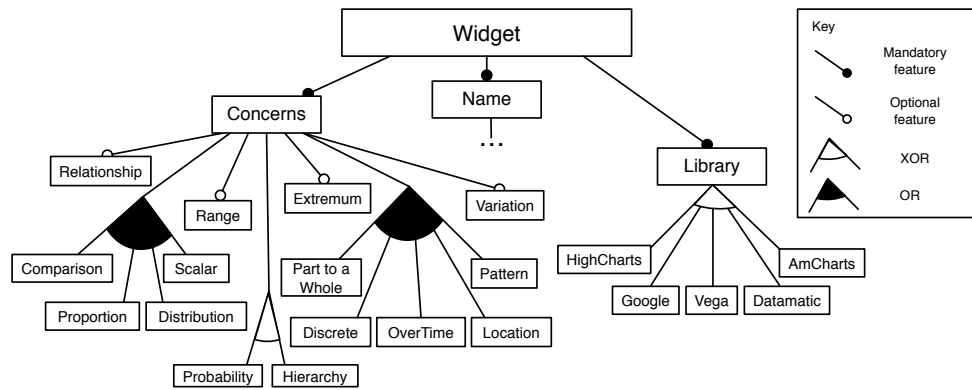 Widget
Key
Mandatory
feature
Optional
feature
XOR
OR
Concerns
Name
...
Library
Relationship
Range
Extremum
Variation
Comparison
Scalar
Proportion
Distribution
Part to a
Whole
Pattern
Discrete
OverTime
Location
Probability
Hierarchy
HighCharts
AmCharts
Google
Vega
Datamatic